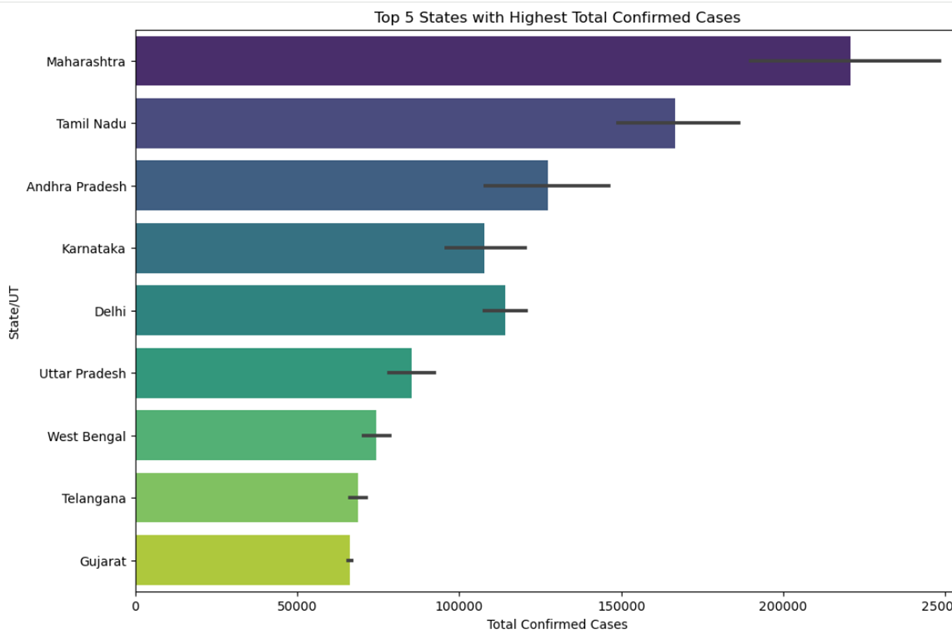 Top 5 States with Highest Total Confirmed Cases
Maharashtra
Tamil Nadu
Andhra Pradesh
Karnataka
Delhi
Uttar Pradesh
West Bengal
Telangana
Gujarat
State/UT
0 50000 100000 150000 200000 2500
Total Confirmed Cases